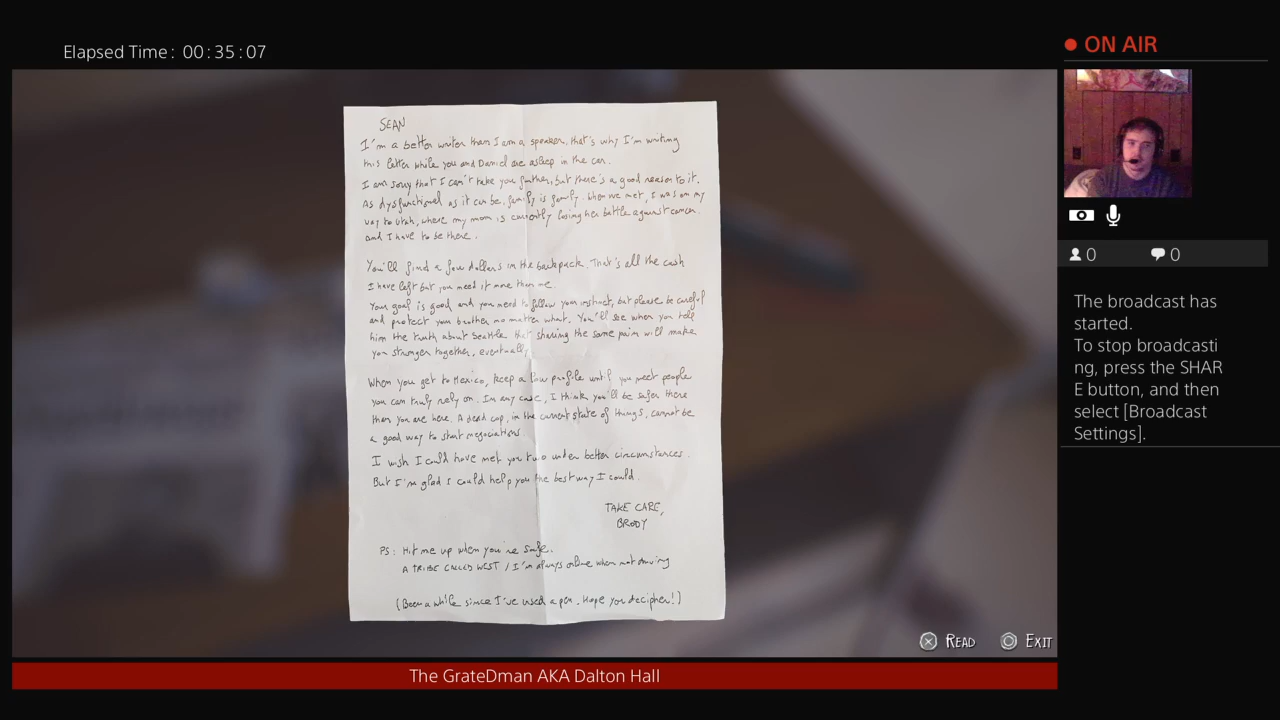 Elapsed Time: 00:35:07
ON AIR
SEAN
I'm a better writer than I am a speaker. that's why I'm writing
this letter while you and Daniel are asleep in the car.
I am sorry that I can't take you further, but there's a good reason to it.
As dysfunctional as it can be, family is family. When we met, I was on my
way to Utah, where my mom is currently losing her battle against cancer.
and I have to be there.
You'll find a few dollars in the backpack. That's all the cash
I have left but you need it more than me.
Your goal is good and you need to follow your instinct, but please be careful
and protect your brother no matter what. You'll see when you tell
him the truth about Seattle that sharing the same pain will make
you stronger together, eventually
When you get to Mexico, keep a low profile until you meet people
you can truly rely on. In any case, I think you'll be safer there
than you are here. A dead cop, in the current state of things, cannot be
a good way to start negociations
I wish I could have met you two under better circumstances.
But I'm glad I could help you the best way I could.
TAKE CARE,
BRODY
PS: Hit me up when you're safe.
A TRIBE CALLED WEST / I'm always online when not driving
(Been a while since I've used a pen. Hope you decipher!)
READ EXIT
0 0
The broadcast has
started.
To stop broadcasti
ng, press the SHAR
E button, and then
select [Broadcast
Settings].
The GrateDman AKA Dalton Hall